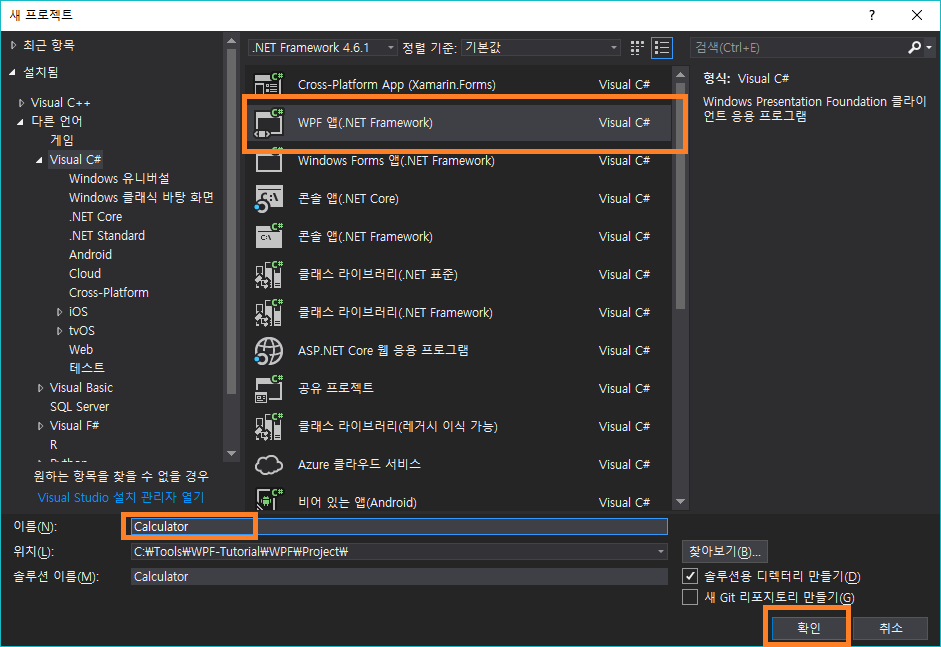 새 프로젝트
?
최근 항목
설치됨
Visual C++
다른 언어
게임
Visual C#
Windows 유니버설
Windows 클래식 바탕 화면
.NET Core
.NET Standard
Android
Cloud
Cross-Platform
iOS
tvOS
Web
테스트
Visual Basic
SQL Server
Visual F#
R
Python
원하는 항목을 찾을 수 없을 경우
Visual Studio 설치 관리자 열기
.NET Framework 4.6.1 정렬 기준: 기본값
Cross-Platform App (Xamarin.Forms) Visual C#
WPF 앱(.NET Framework) Visual C#
Windows Forms 앱(.NET Framework) Visual C#
콘솔 앱(.NET Core) Visual C#
콘솔 앱(.NET Framework) Visual C#
클래스 라이브러리(.NET 표준) Visual C#
클래스 라이브러리(.NET Framework) Visual C#
ASP.NET Core 웹 응용 프로그램 Visual C#
공유 프로젝트 Visual C#
클래스 라이브러리(레거시 이식 가능) Visual C#
Azure 클라우드 서비스 Visual C#
비어 있는 앱(Android) Visual C#
검색(Ctrl+E)
형식: Visual C#
Windows Presentation Foundation 클라이
언트 응용 프로그램
이름(N): Calculator
위치(L): C:₩Tools₩WPF-Tutorial₩WPF₩Project₩ 찾아보기(B)...
솔루션 이름(M): Calculator 솔루션용 디렉터리 만들기(D)
새 Git 리포지토리 만들기(G)
확인 취소